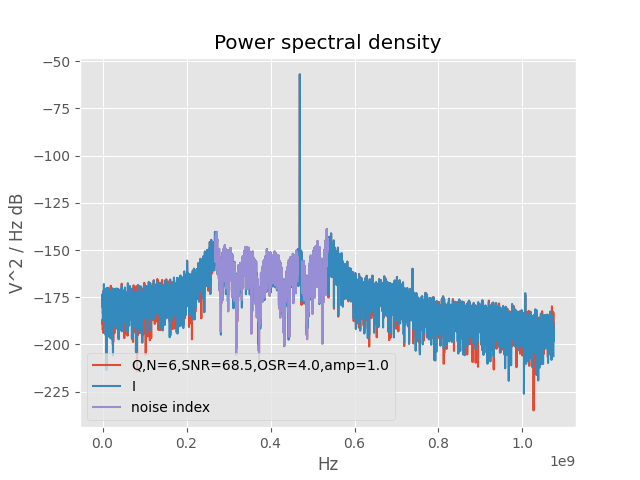 Power spectral density
V^2 / Hz dB
−50
−75
−100
−125
−150
−175
−200
−225
Q,N=6,SNR=68.5,OSR=4.0,amp=1.0
I
noise index
0.0 0.2 0.4 0.6 0.8 1.0
1e9
Hz